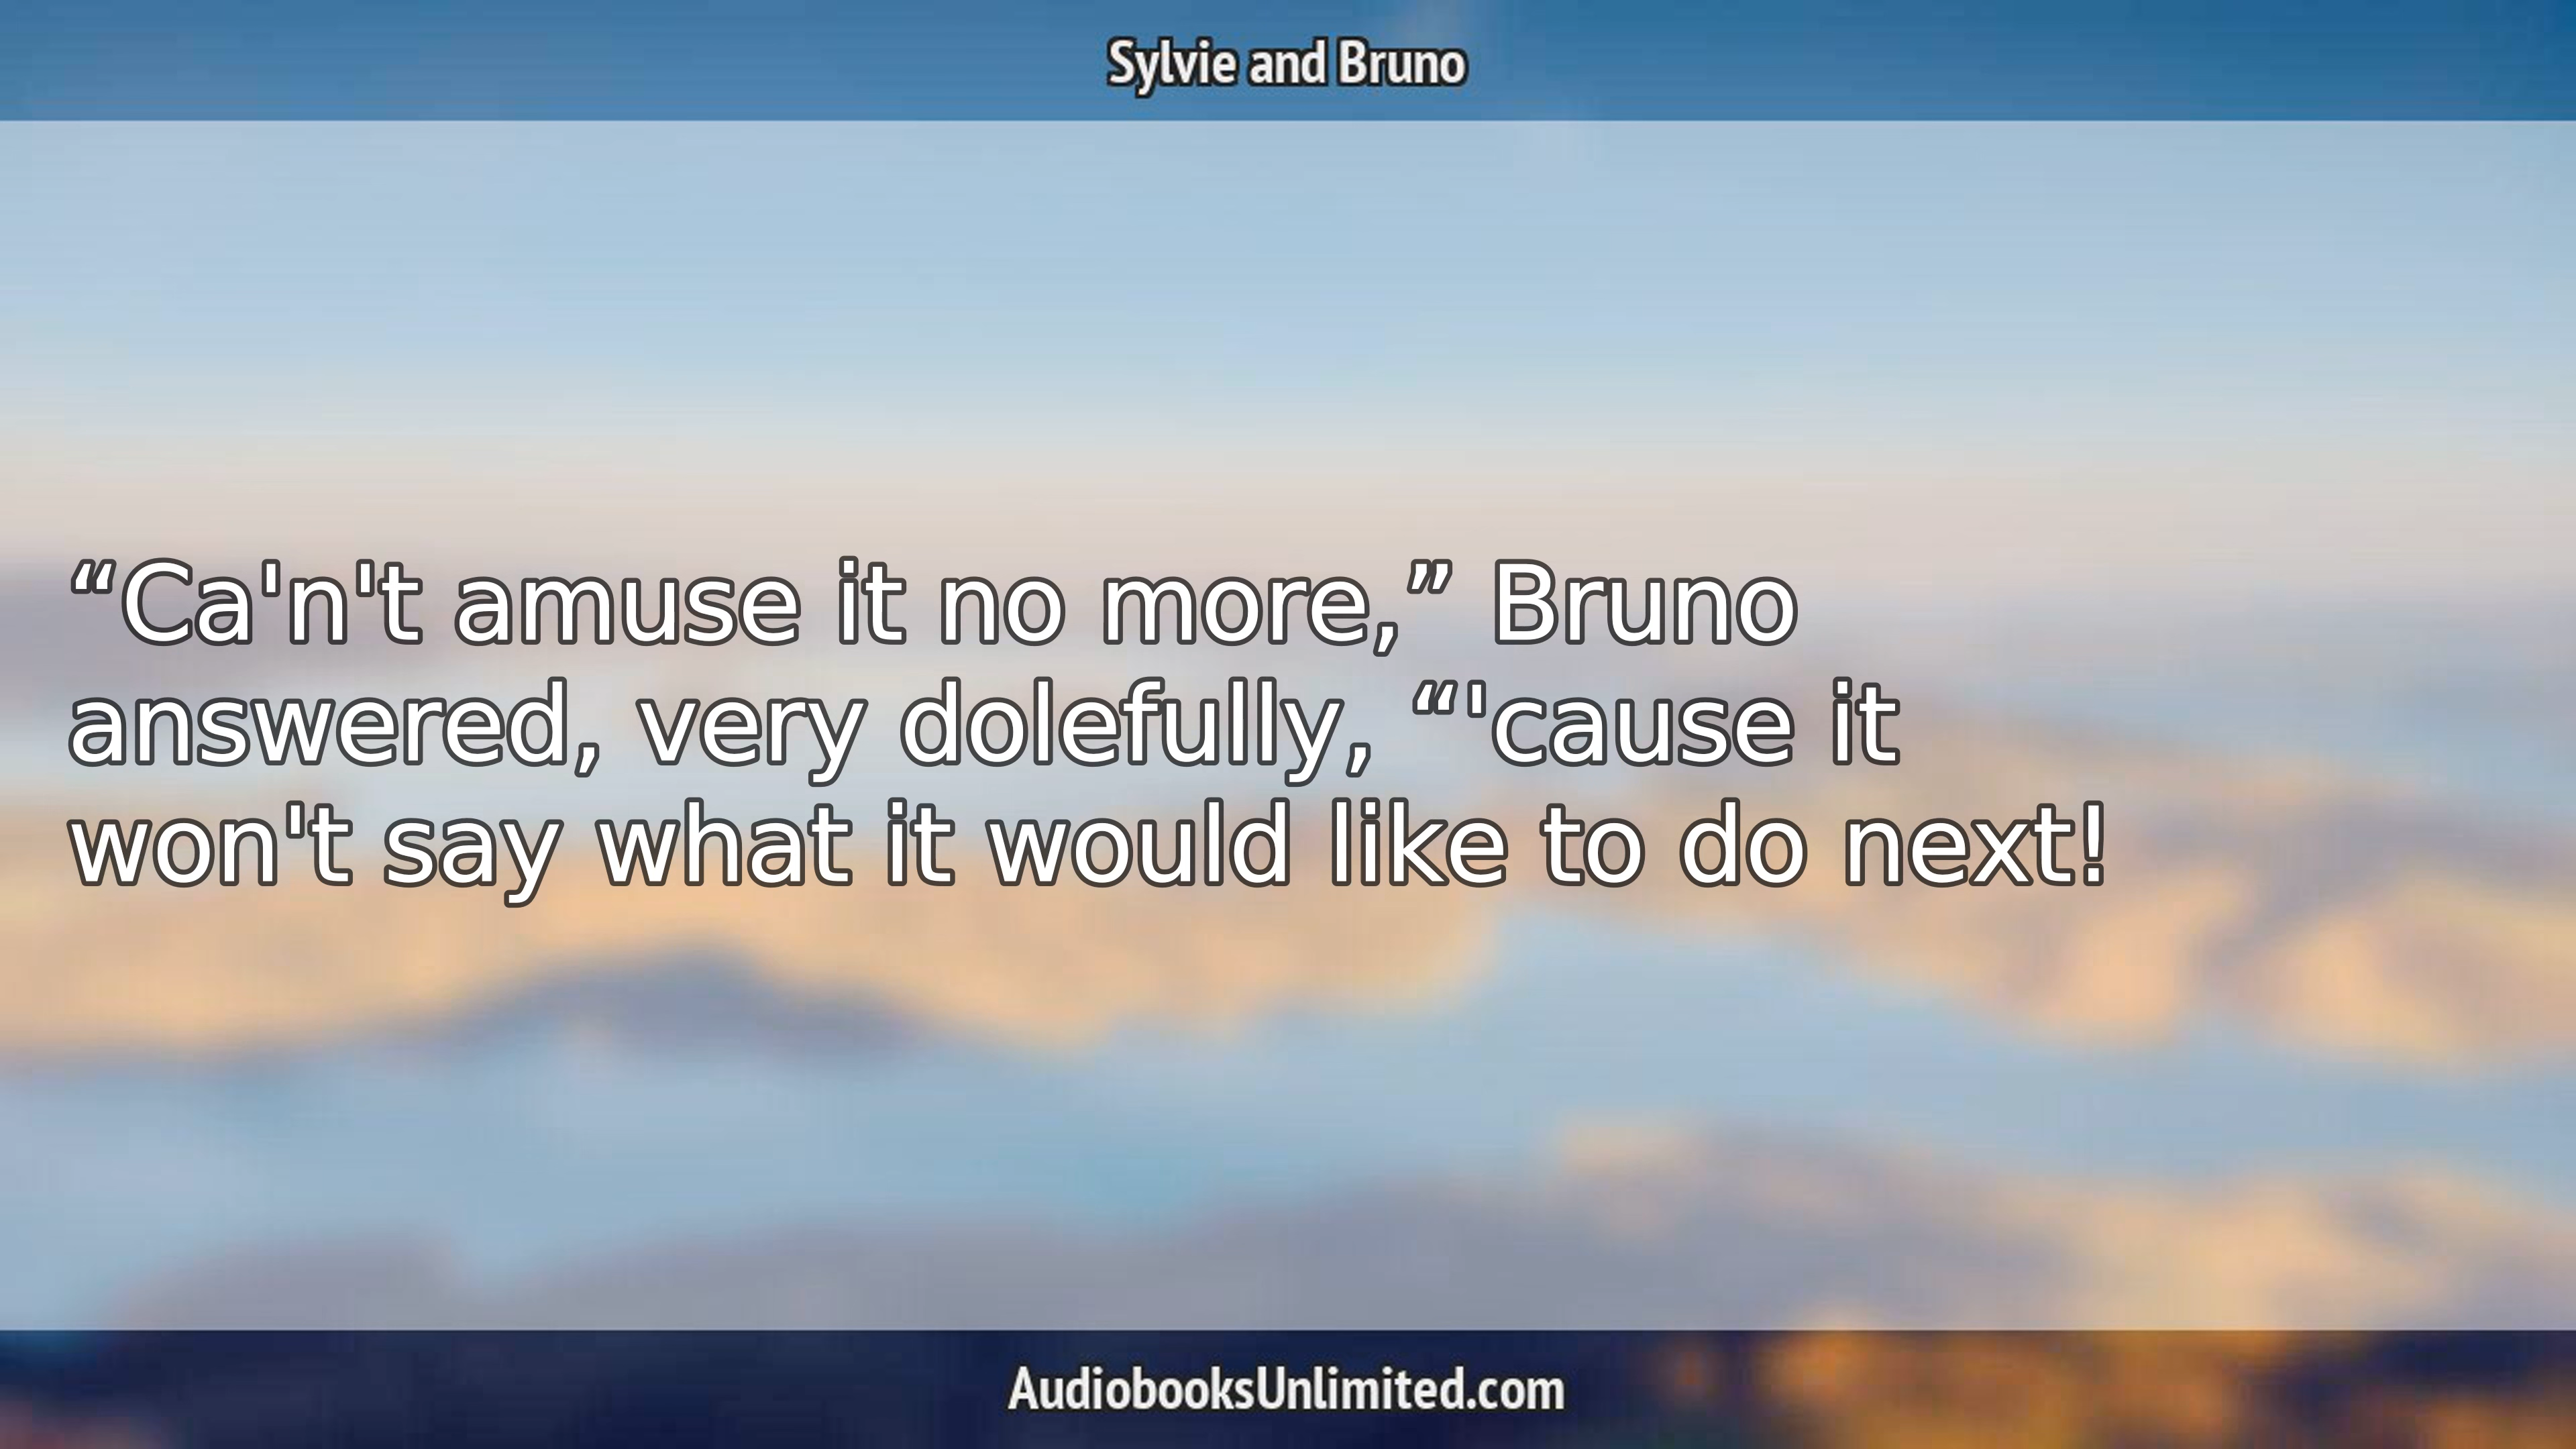 Sylvie and Bruno
“Ca'n't amuse it no more,” Bruno
answered, very dolefully, “'cause it
won't say what it would like to do next!
AudiobooksUnlimited.com